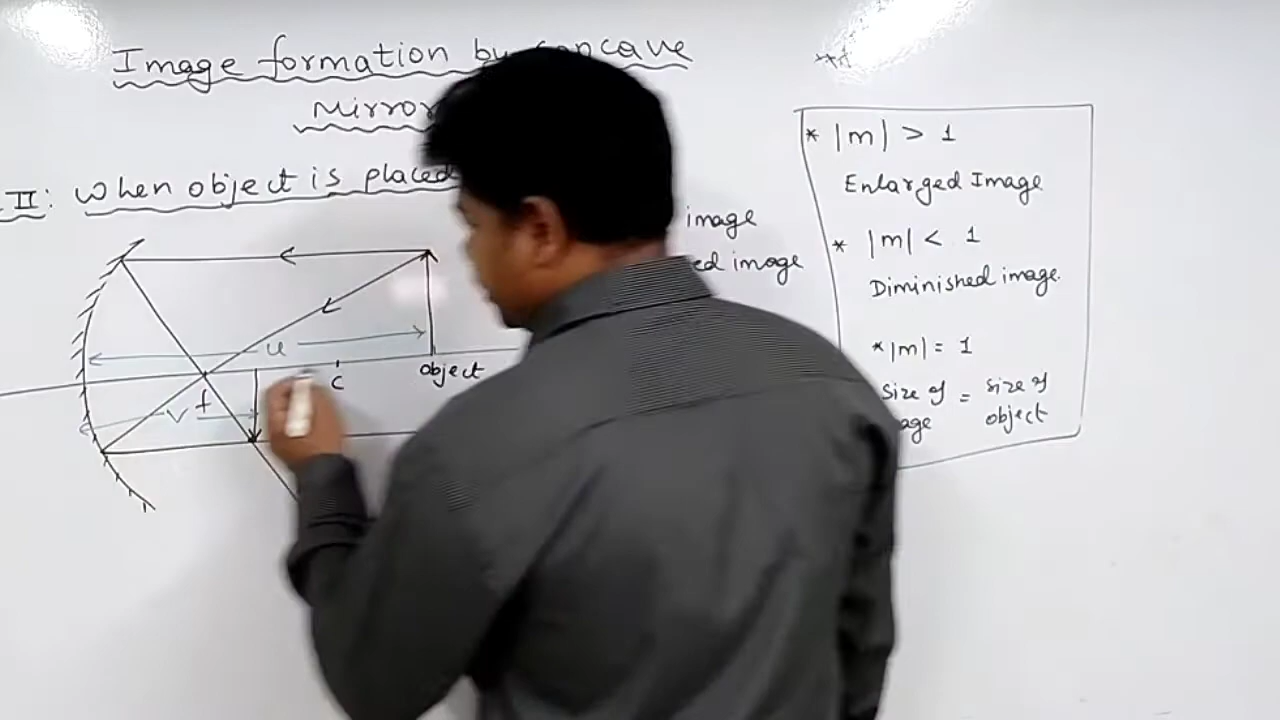 Image formation by concave
Mirror
II: When object is placed
image
ed image
u
C
object
f
v
***
* |m| > 1
Enlarged Image
* |m| < 1
Diminished image.
* |m| = 1
Size of = Size of
age object